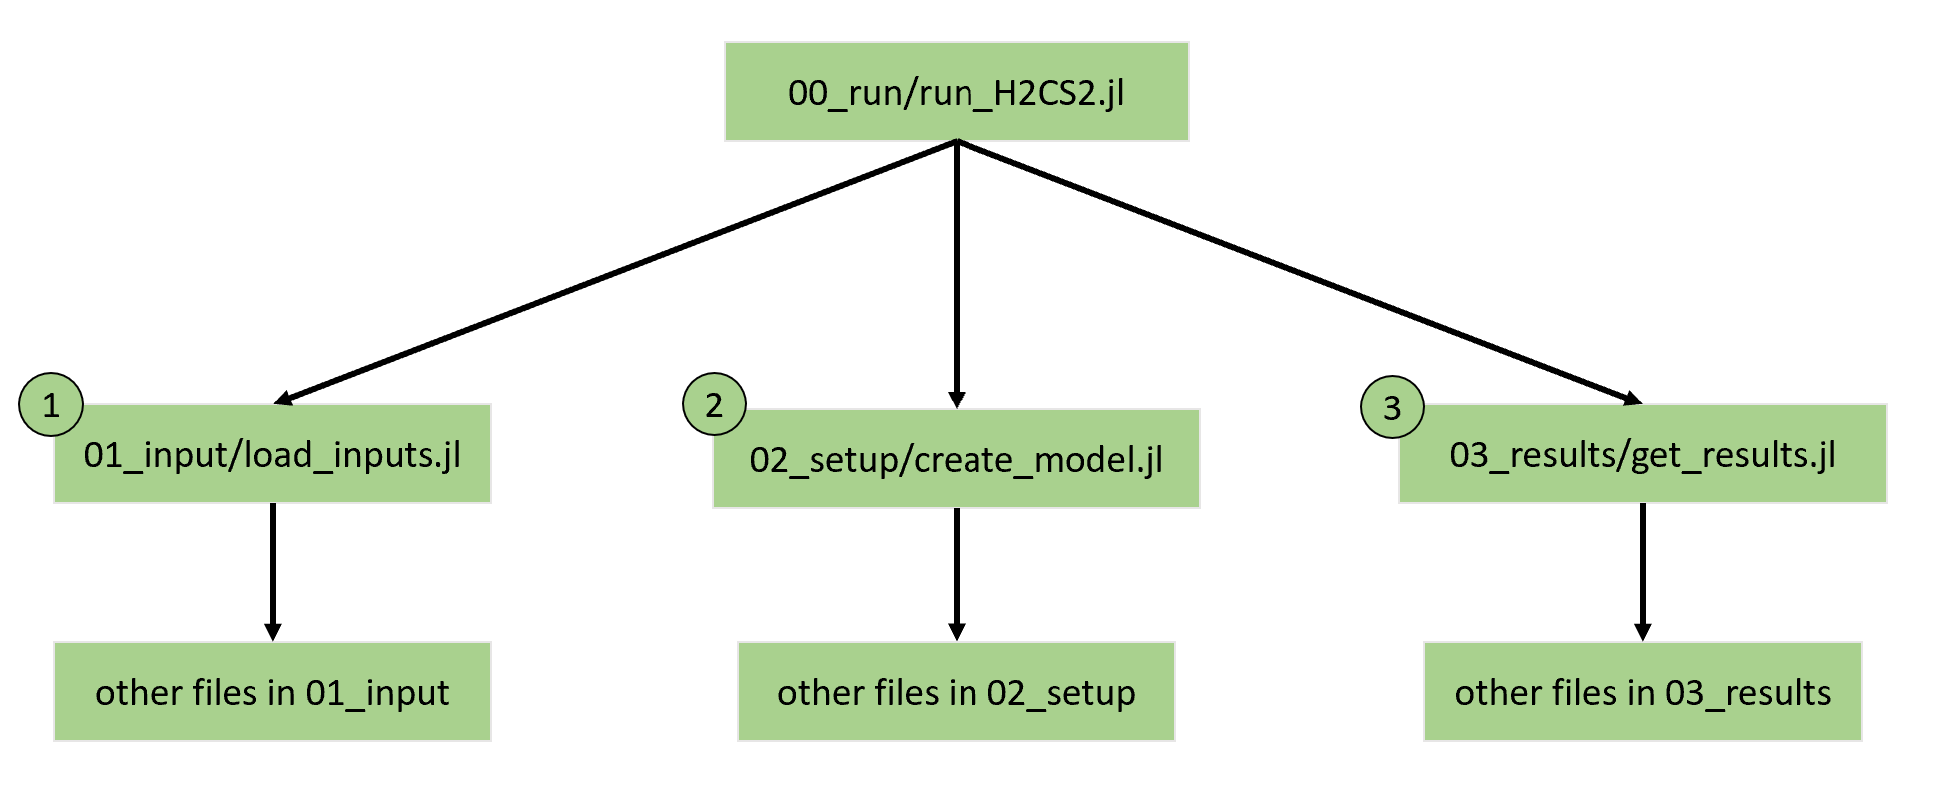 00_run/run_H2CS2.jl
1
01_input/load_inputs.jl
2
02_setup/create_model.jl
3
03_results/get_results.jl
other files in 01_input
other files in 02_setup
other files in 03_results